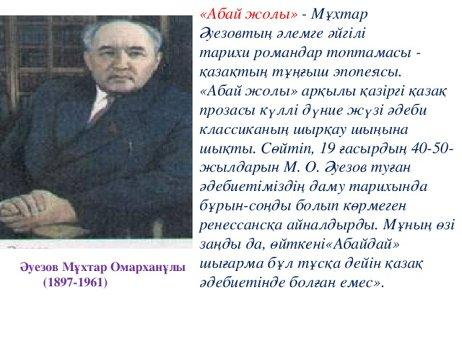 «Абай жолы» - Мұхтар
Әуезовтың әлемге әйгілі
тарихи романдар топтамасы -
қазақтың тұңғыш эпопеясы.
«Абай жолы» арқылы қазіргі қазақ
прозасы күллі дүние жүзі әдеби
классиканың шырқау шыңына
шықты. Сөйтіп, 19 ғасырдың 40-50-
жылдарын М. О. Әуезов туған
әдебиетіміздің даму тарихында
бұрын-соңды болып көрмеген
ренессансқа айналдырды. Мұның өзі
заңды да, өйткені«Абайдай»
шығарма бұл тұсқа дейін қазақ
әдебиетінде болған емес».
Әуезов Мұхтар Омарханұлы
(1897-1961)